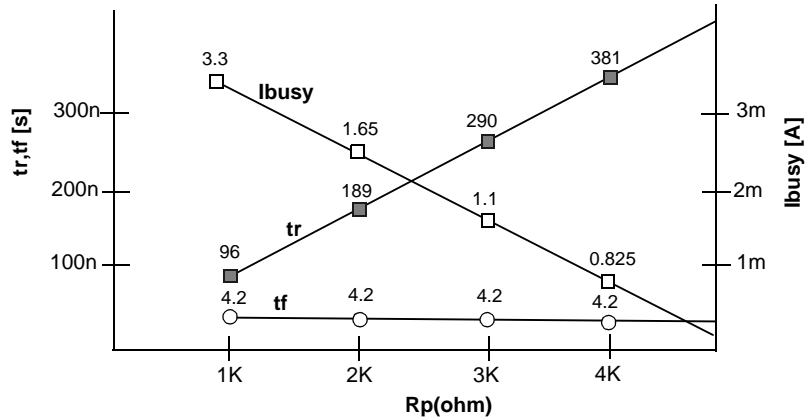 3.3
381
Ibusy
300n
3m
290
1.65
tr,tf [s]
Ibusy [A]
200n
189
1.1
2m
tr
96
0.825
100n
1m
4.2
tf
4.2
4.2
4.2
1K
2K
3K
4K
Rp(ohm)